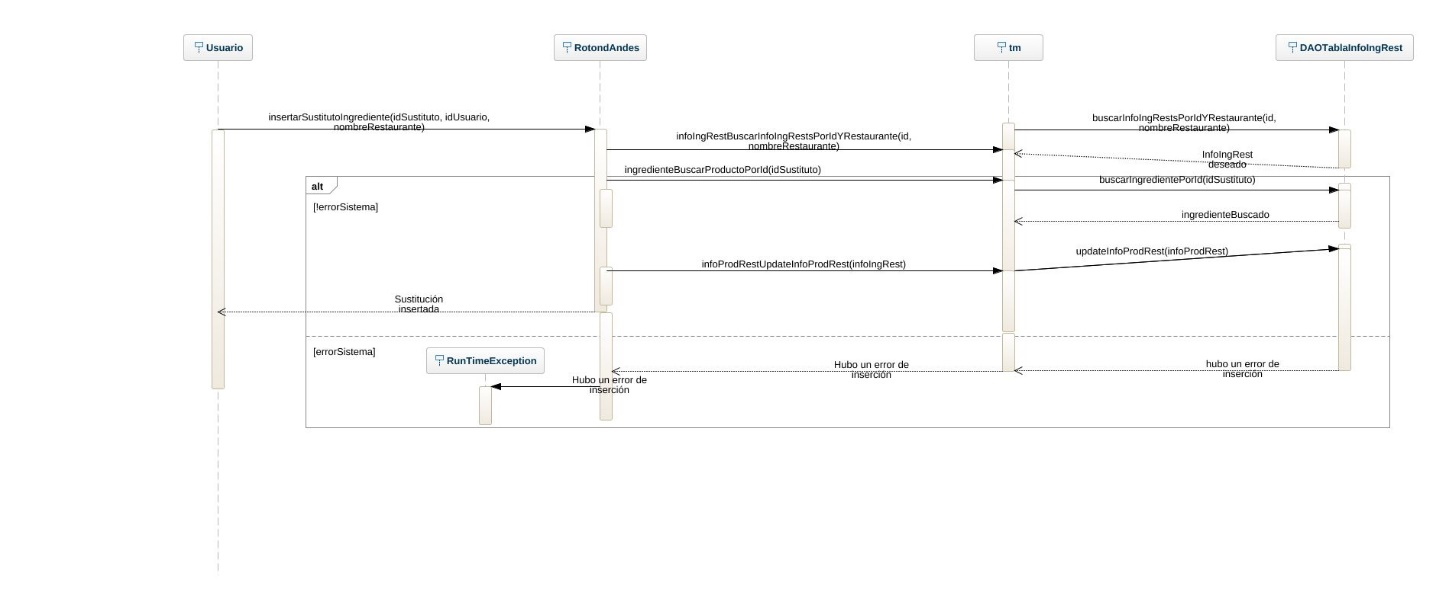 Usuario
RotondAndes
tm
DAOTablaInfoIngRest
insertarSustitutoIngrediente(idSustituto, idUsuario,
nombreRestaurante)
buscarInfoIngRestsPorIdYRestaurante(id,
nombreRestaurante)
infoIngRestBuscarInfoIngRestsPorIdYRestaurante(id,
nombreRestaurante)
InfoIngRest
deseado
ingredienteBuscarProductoPorId(idSustituto)
buscarIngredientePorId(idSustituto)
alt
[!errorSistema]
ingredienteBuscado
updateInfoProdRest(infoProdRest)
infoProdRestUpdateInfoProdRest(infoIngRest)
Sustitución
insertada
[errorSistema]
RunTimeException
Hubo un error de
inserción
hubo un error de
inserción
Hubo un error de
inserción